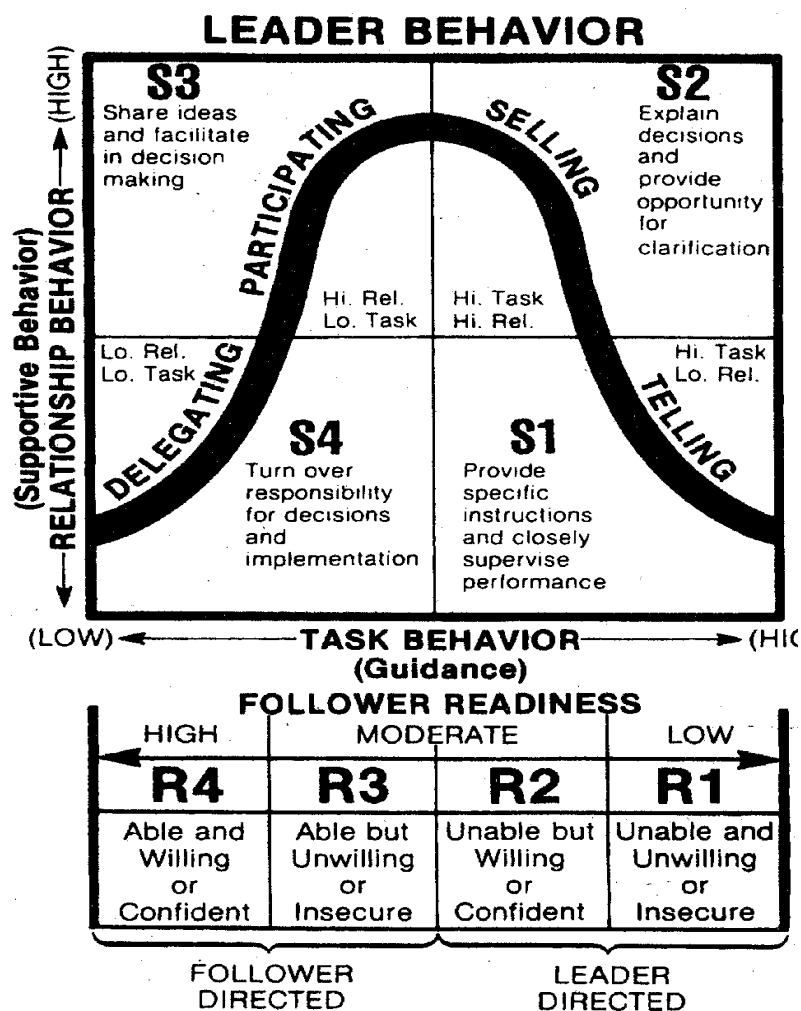 LEADER BEHAVIOR
(HIGH)
(Supportive Behavior)
RELATIONSHIP BEHAVIOR
S3
Share ideas
and facilitate
in decision
making
PARTICIPATING
Hi. Rel.
Lo. Task
SELLING
S2
Explain
decisions
and
provide
opportunity
for
clarification
Hi. Task
Hi. Rel.
Lo. Rel.
Lo. Task
DELEGATING
S4
Turn over
responsibility
for decisions
and
implementation
S1
Provide
specific
instructions
and closely
supervise
performance
Hi. Task
Lo. Rel.
TELLING
(LOW)
TASK BEHAVIOR
(HIG
(Guidance)
FOLLOWER READINESS
HIGH
MODERATE
LOW
R4
R3
R2
R1
Able and
Willing
or
Confident
Able but
Unwilling
or
Insecure
Unable but
Willing
or
Confident
Unable and
Unwilling
or
Insecure
FOLLOWER
DIRECTED
LEADER
DIRECTED